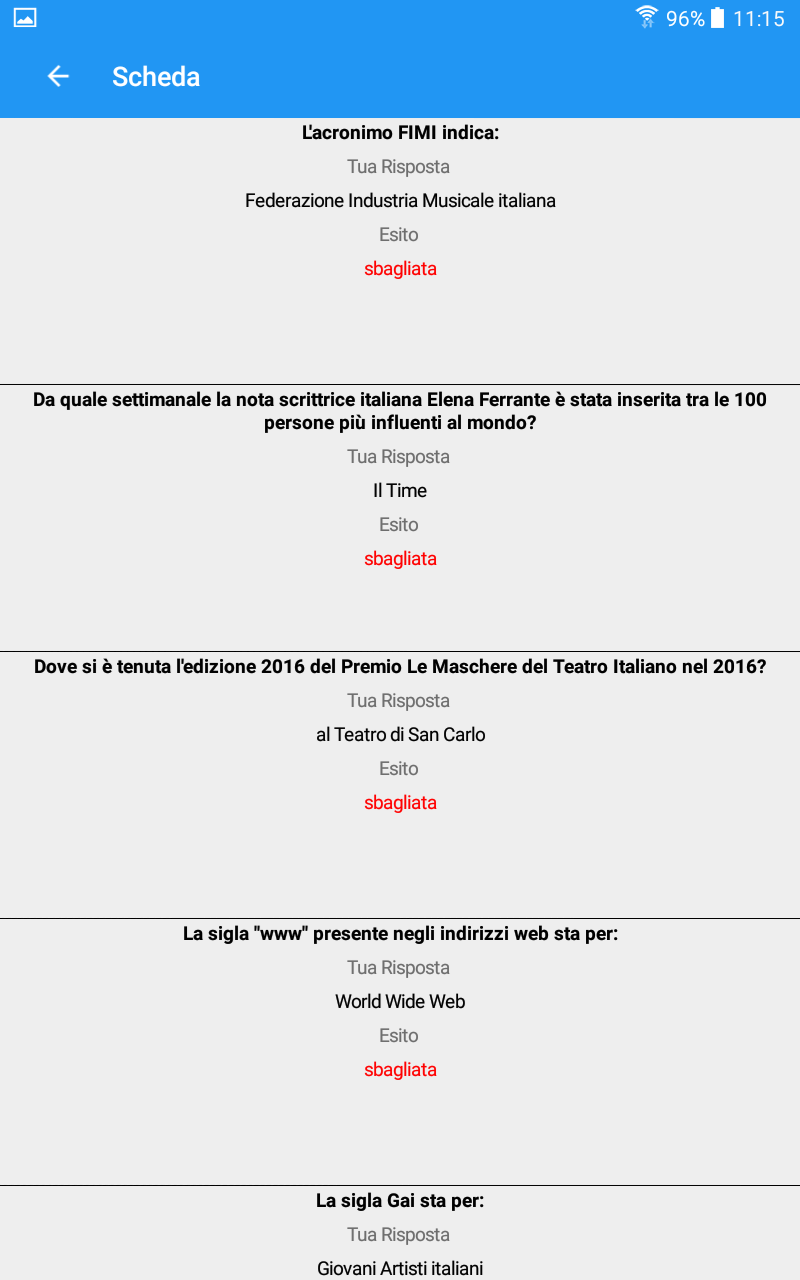 96% 11:15
Scheda
L'acronimo FIMI indica:
Tua Risposta
Federazione Industria Musicale italiana
Esito
sbagliata
Da quale settimanale la nota scrittrice italiana Elena Ferrante è stata inserita tra le 100
persone più influenti al mondo?
Tua Risposta
Il Time
Esito
sbagliata
Dove si è tenuta l'edizione 2016 del Premio Le Maschere del Teatro Italiano nel 2016?
Tua Risposta
al Teatro di San Carlo
Esito
sbagliata
La sigla "www" presente negli indirizzi web sta per:
Tua Risposta
World Wide Web
Esito
sbagliata
La sigla Gai sta per:
Tua Risposta
Giovani Artisti italiani